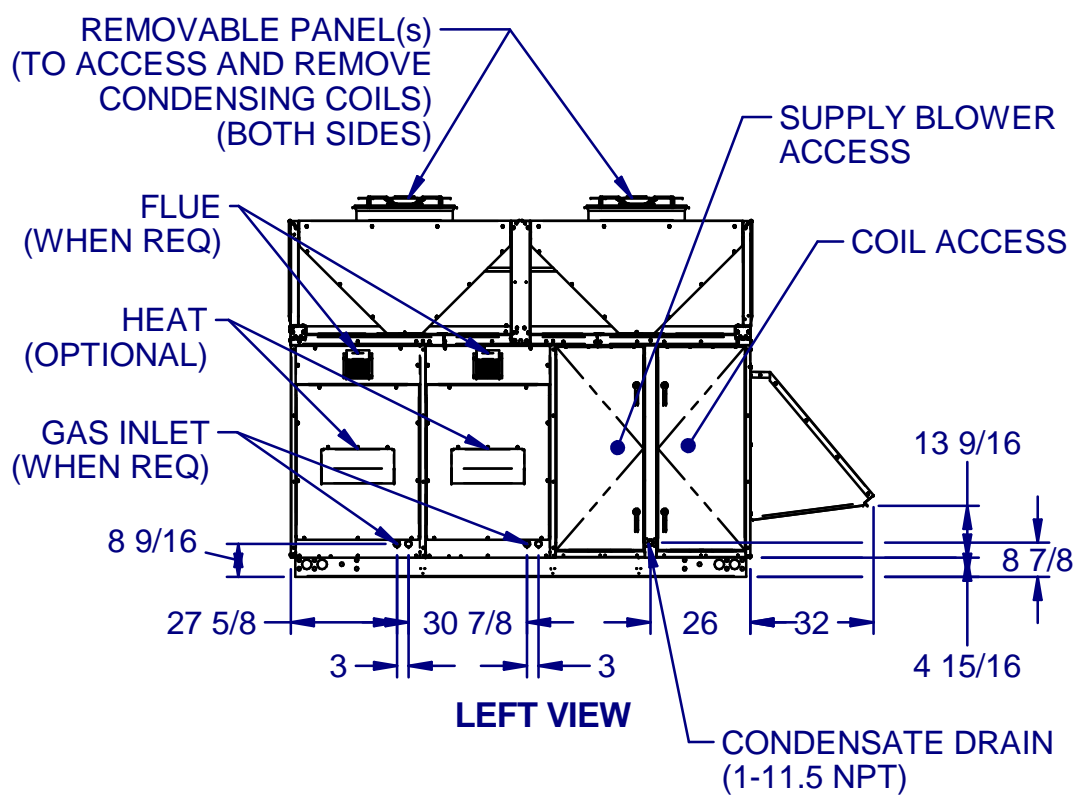 REMOVABLE PANEL(s)
(TO ACCESS AND REMOVE
CONDENSING COILS)
(BOTH SIDES)
SUPPLY BLOWER
ACCESS
FLUE
(WHEN REQ)
COIL ACCESS
HEAT
(OPTIONAL)
GAS INLET
(WHEN REQ)
13 9/16
8 9/16
8 7/8
27 5/8
30 7/8
26
32
3
3
4 15/16
LEFT VIEW
CONDENSATE DRAIN
(1-11.5 NPT)